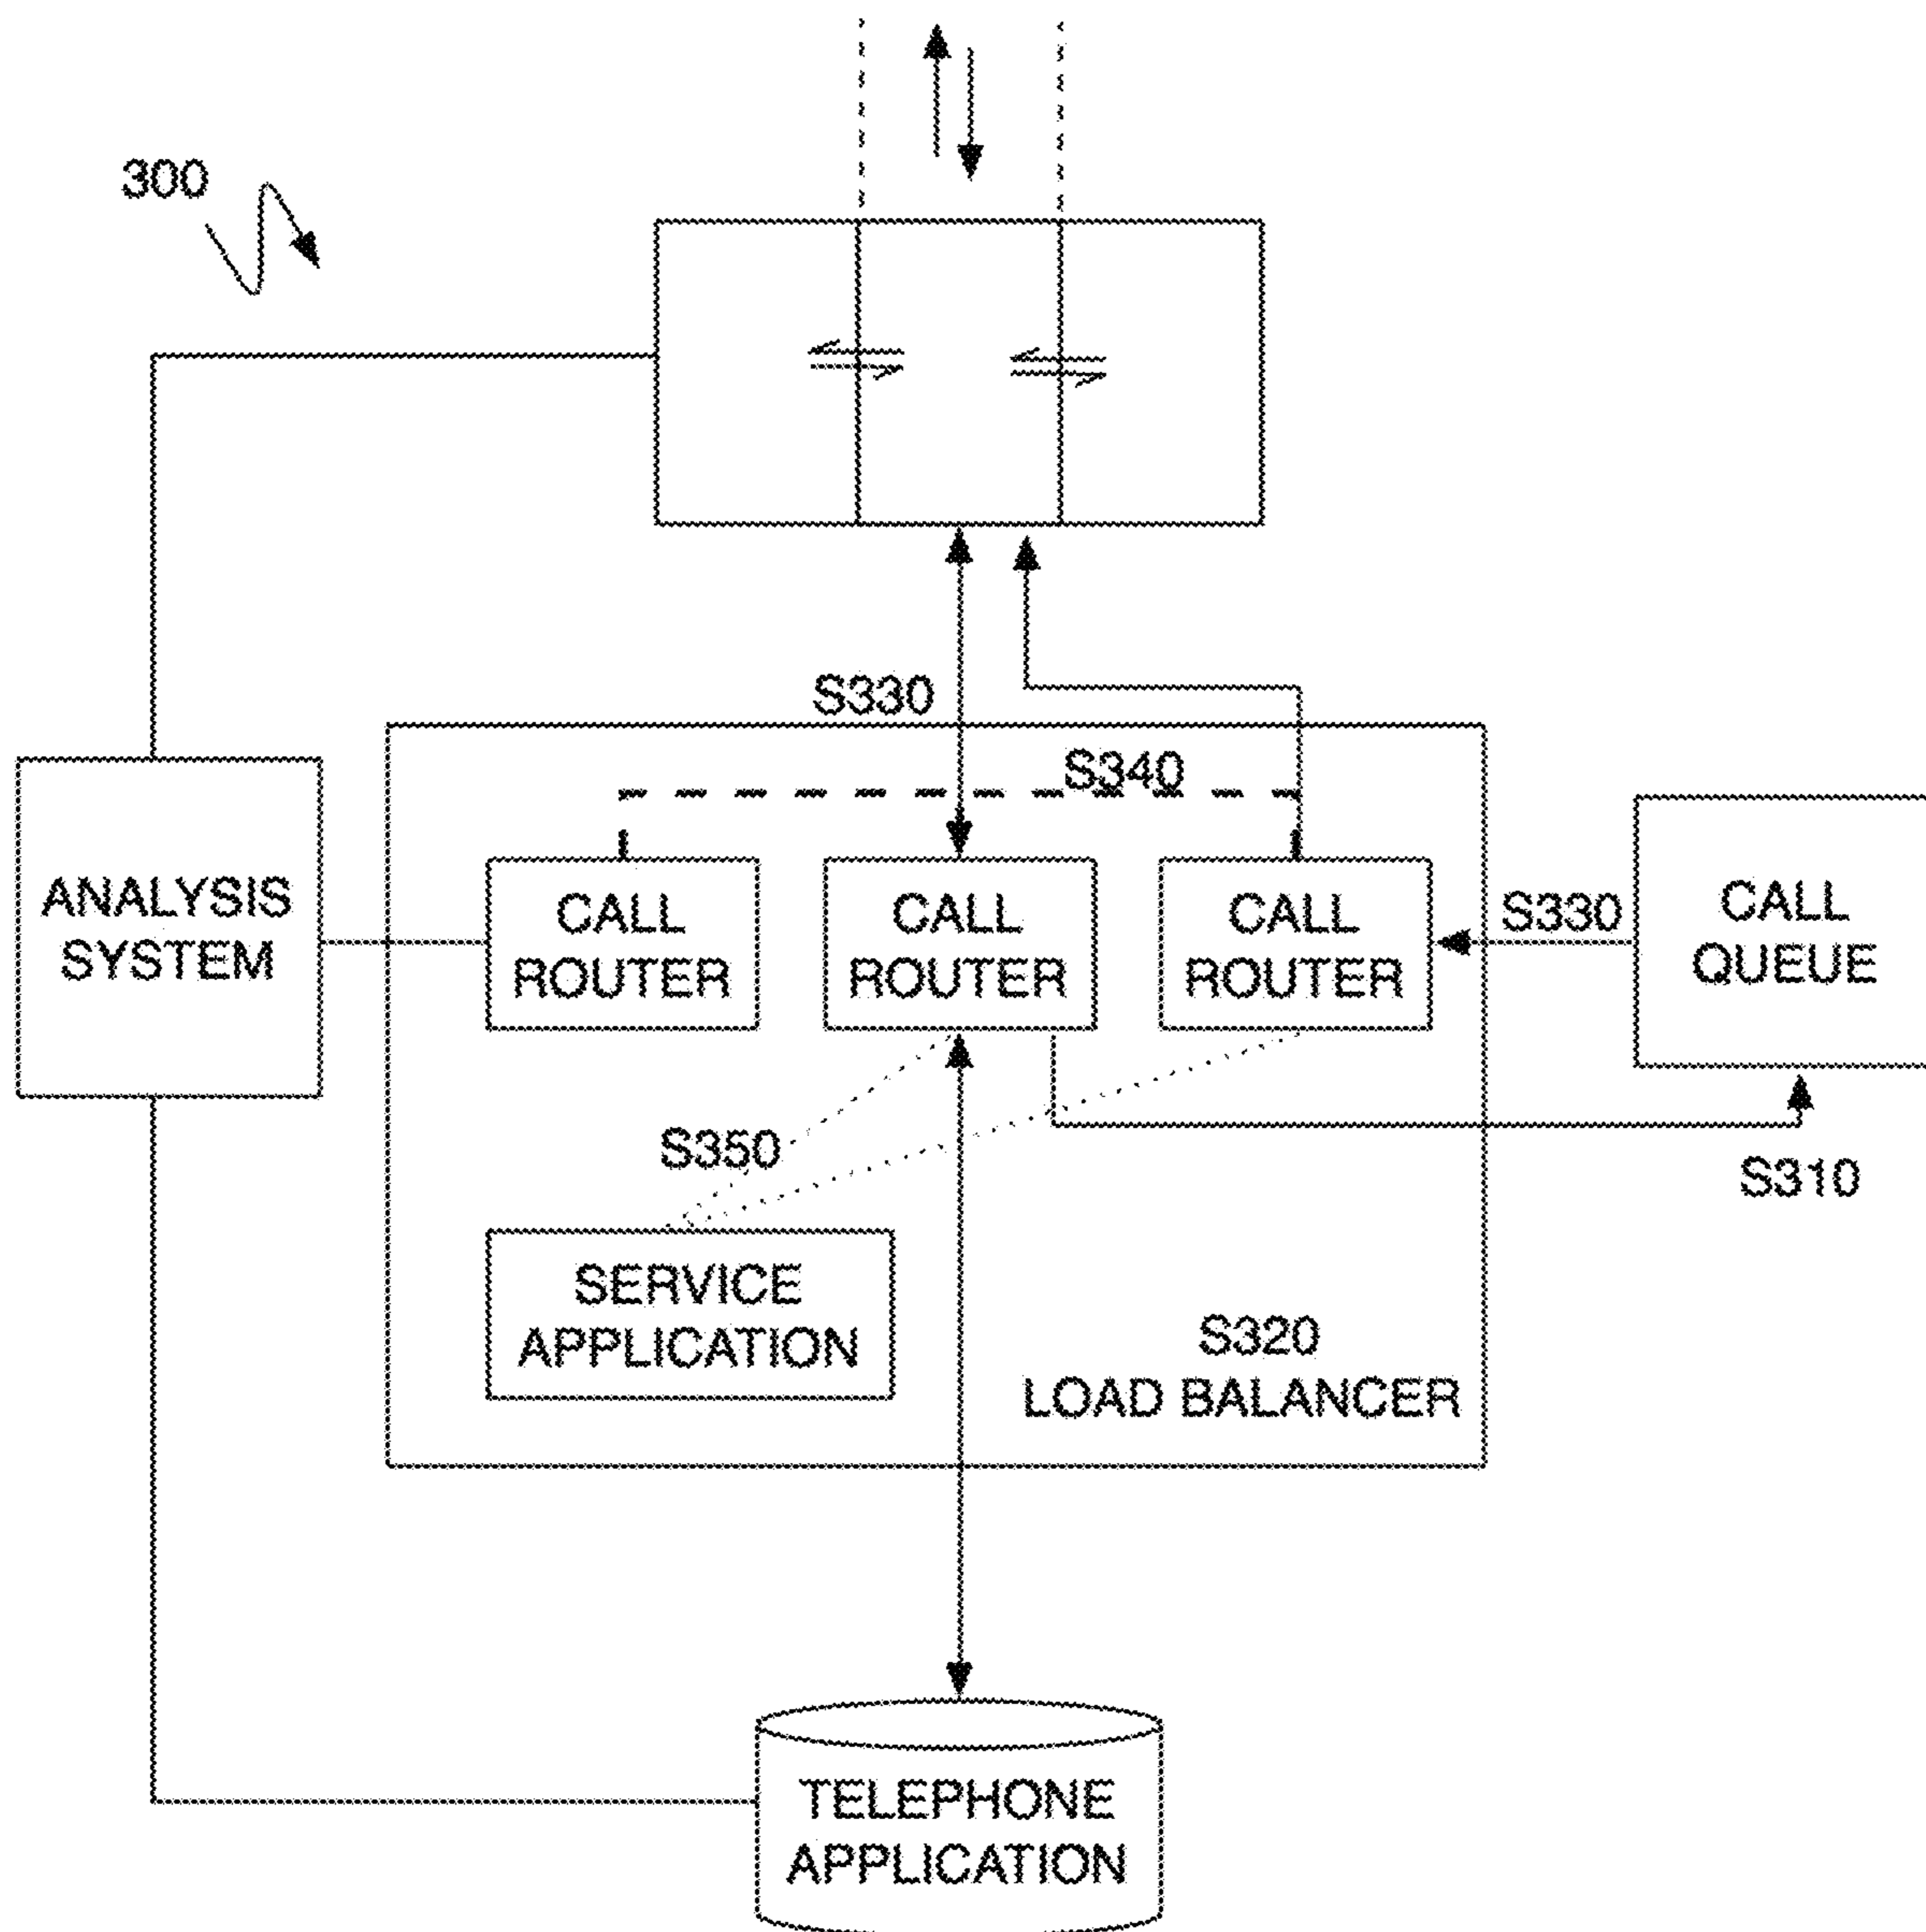 300
S330
S340
ANALYSIS
SYSTEM
CALL
ROUTER
CALL
ROUTER
CALL
ROUTER
S330
CALL
QUEUE
S350
S310
SERVICE
APPLICATION
S320
LOAD BALANCER
TELEPHONE
APPLICATION